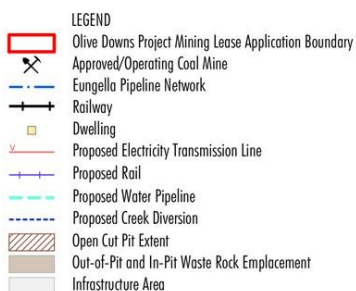 LEGEND
Olive Downs Project Mining Lease Application Boundary
Approved/Operating Coal Mine
Eungella Pipeline Network
Railway
Dwelling
V Proposed Electricity Transmission Line
Proposed Rail
Proposed Water Pipeline
Proposed Creek Diversion
Open Cut Pit Extent
Out-of-Pit and In-Pit Waste Rock Emplacement
Infrastructure Area